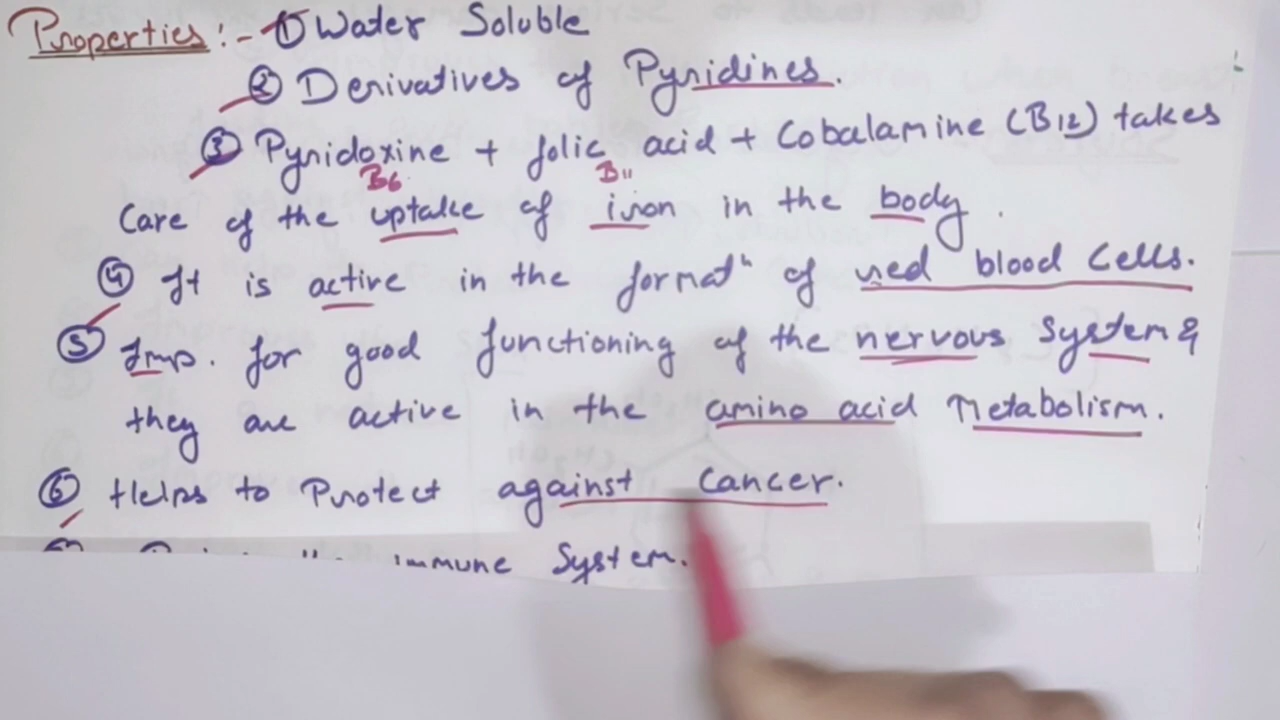 Properties :- ① Water Soluble
② Derivatives of Pyridines.
③ Pyridoxine + folic acid + Cobalamine (B12) takes
B6 B11
Care of the uptake of iron in the body.
④ It is active in the formatⁿ of red blood Cells.
⑤ Imp. for good functioning of the nervous System &
they are active in the amino acid Metabolism.
⑥ Helps to Protect against Cancer.
immune System.